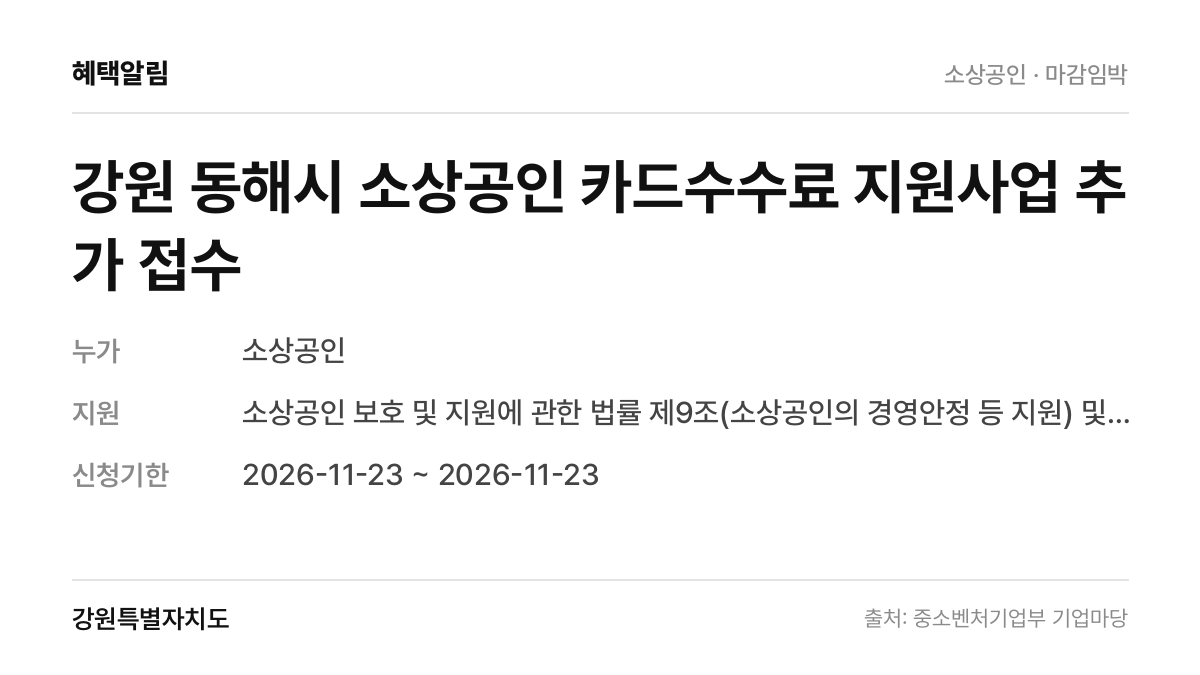 혜택알림
소상공인 · 마감임박
강원 동해시 소상공인 카드수수료 지원사업 추
가 접수
누가 소상공인
지원 소상공인 보호 및 지원에 관한 법률 제9조(소상공인의 경영안정 등 지원) 및...
신청기한 2026-11-23 ~ 2026-11-23
강원특별자치도
출처: 중소벤처기업부 기업마당